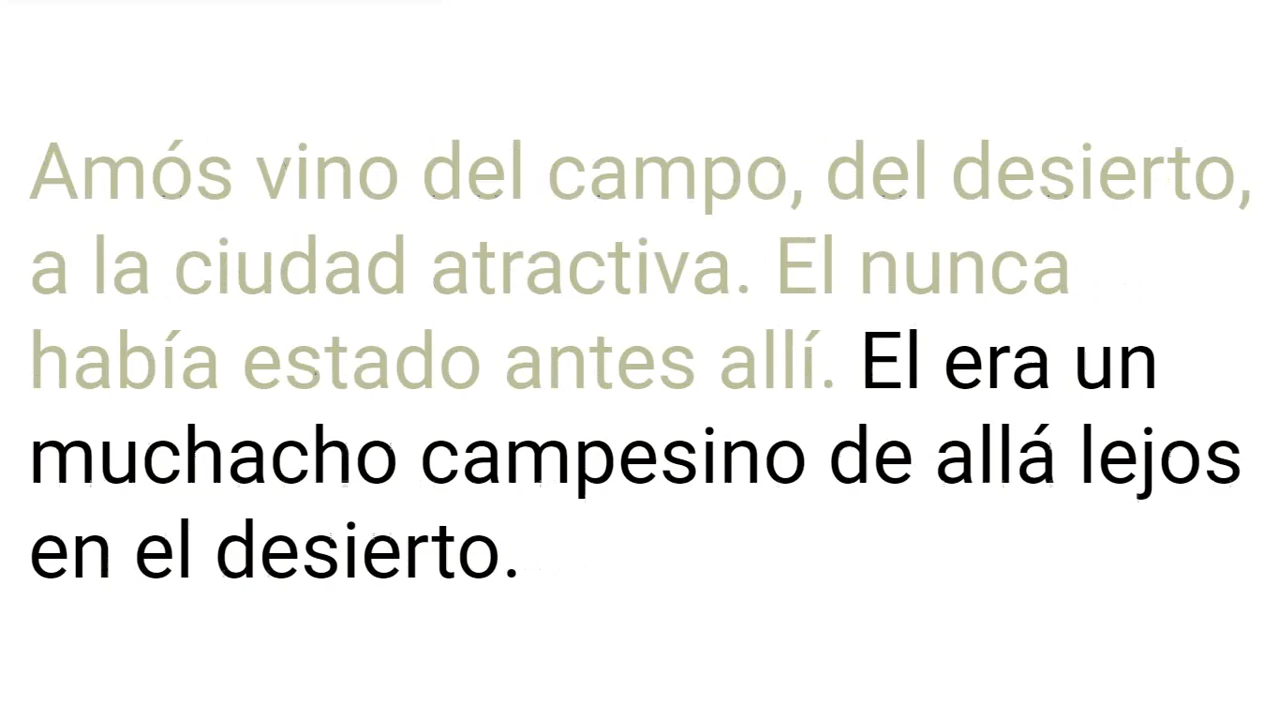 Amós vino del campo, del desierto,
a la ciudad atractiva. El nunca
había estado antes allí. El era un
muchacho campesino de allá lejos
en el desierto.